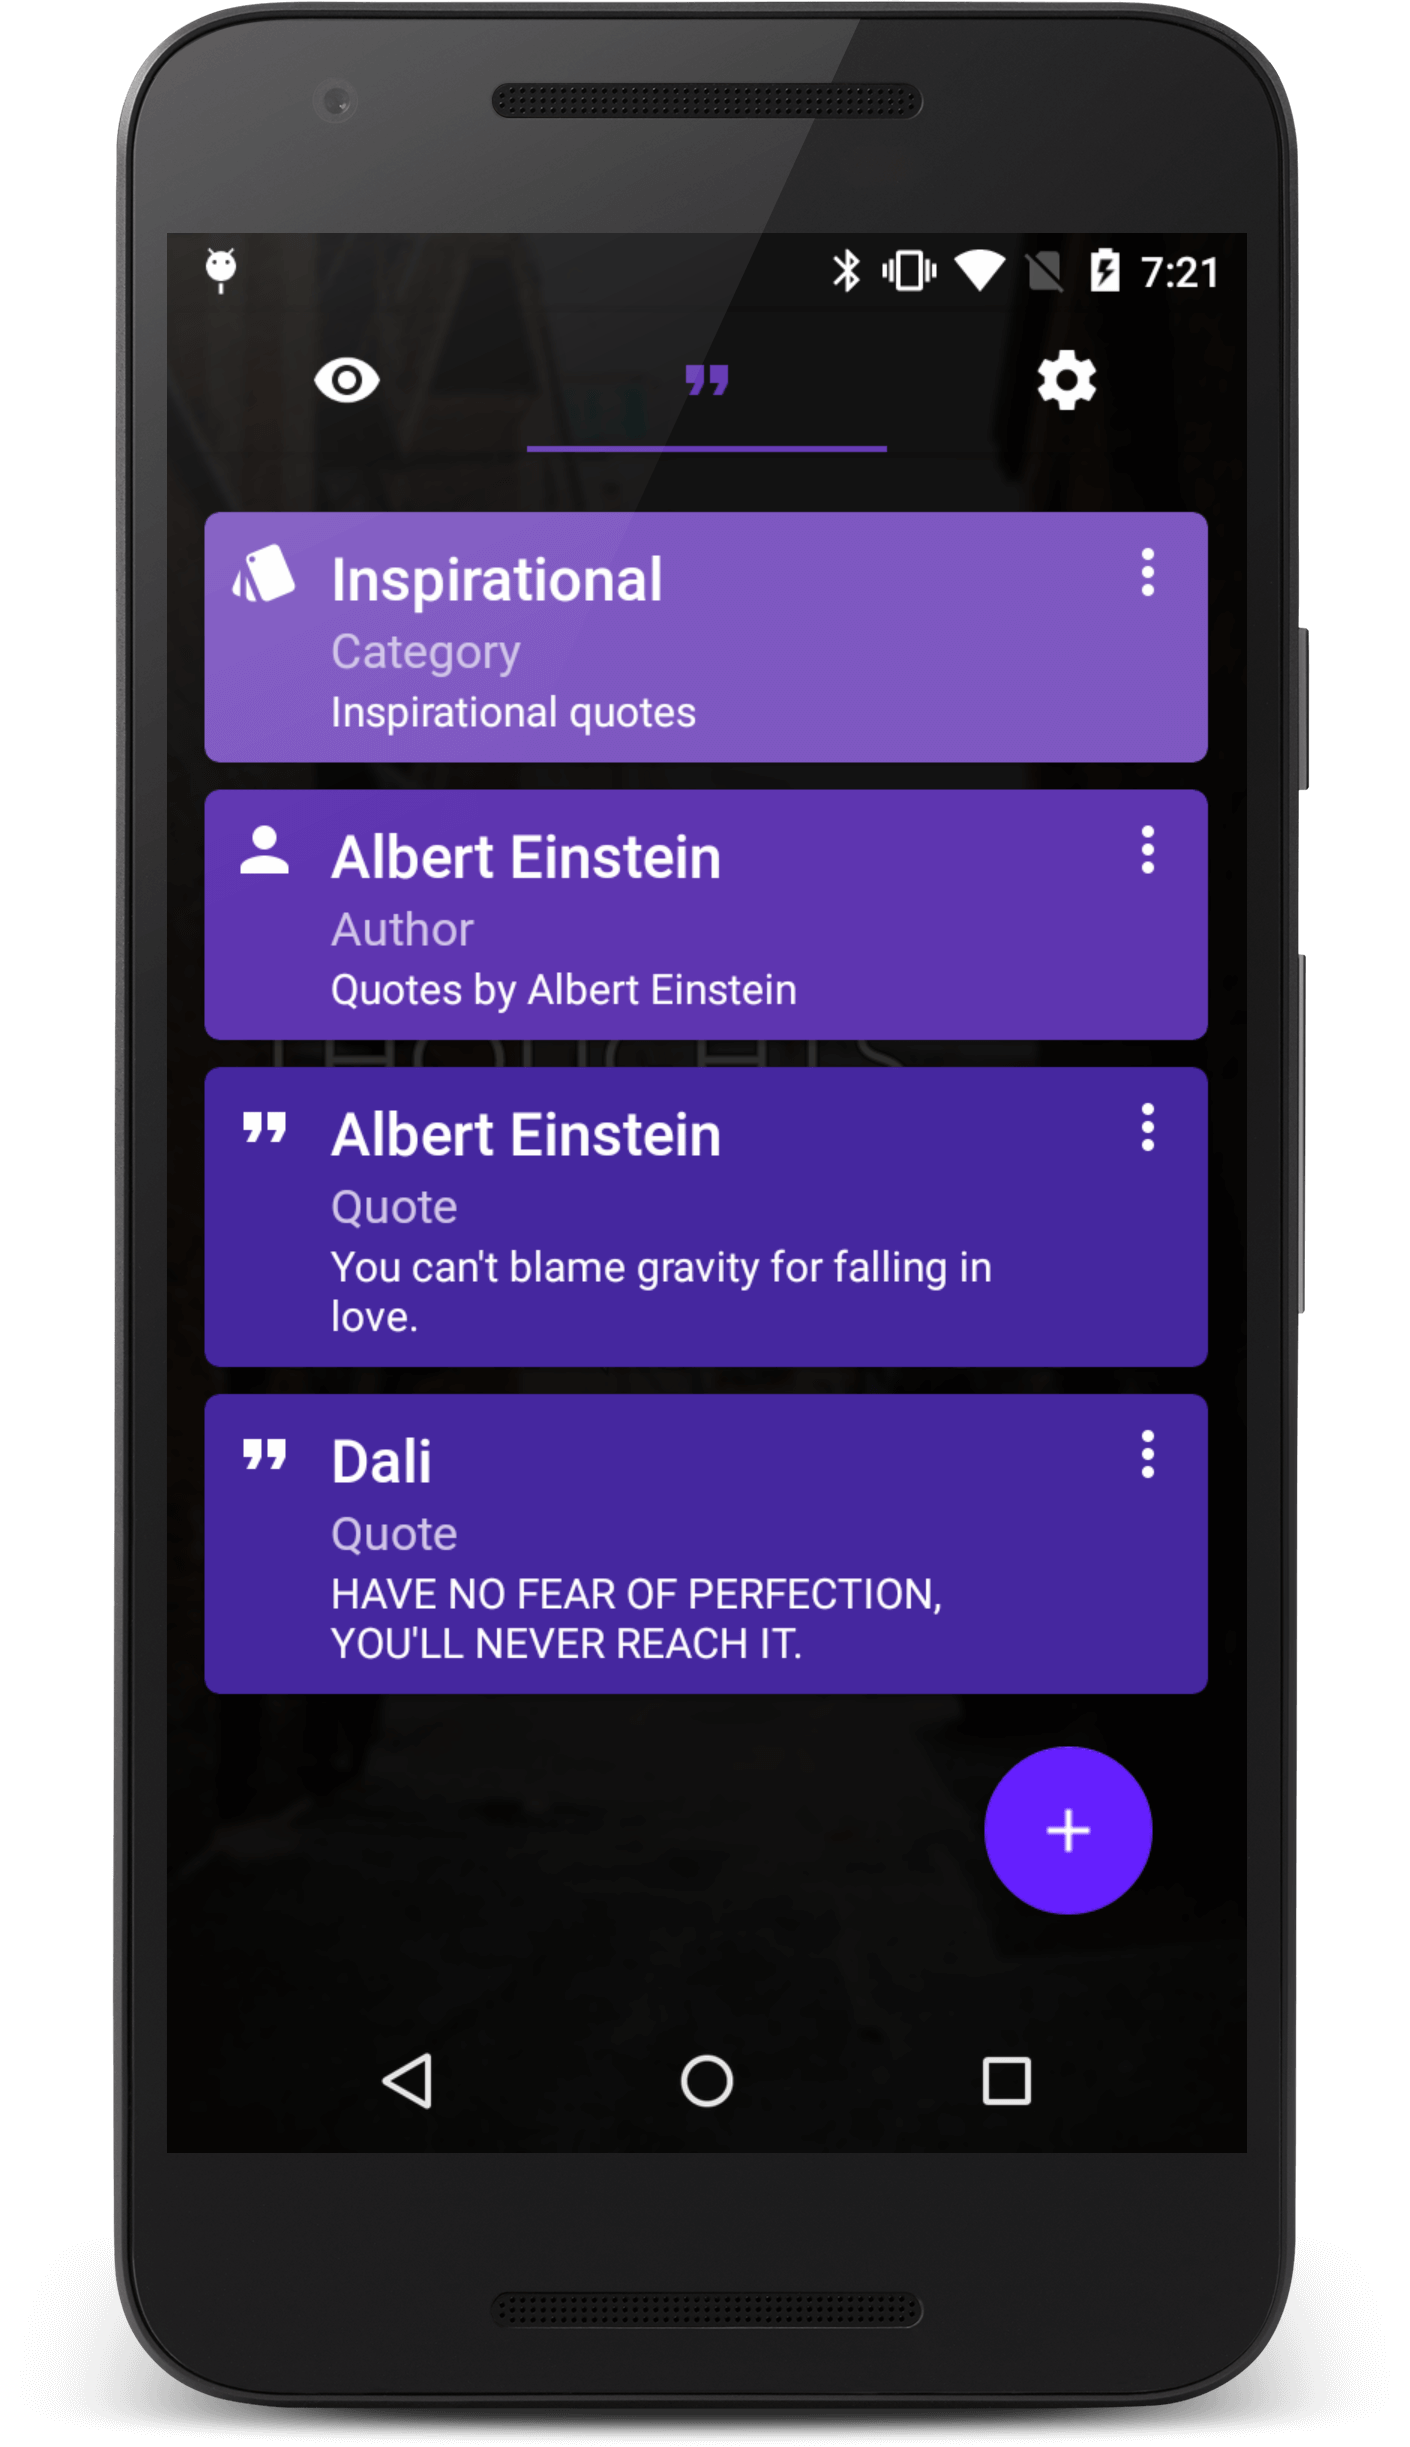 7:21
Inspirational
Category
Inspirational quotes
Albert Einstein
Author
Quotes by Albert Einstein
THOUGHTS
Albert Einstein
Quote
You can't blame gravity for falling in
love.
Dali
Quote
HAVE NO FEAR OF PERFECTION,
YOU'LL NEVER REACH IT.